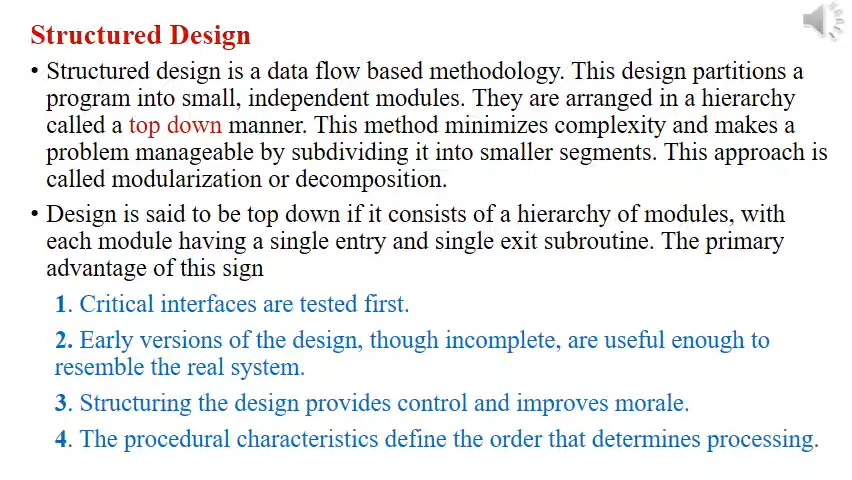 Structured Design
• Structured design is a data flow based methodology. This design partitions a
program into small, independent modules. They are arranged in a hierarchy
called a top down manner. This method minimizes complexity and makes a
problem manageable by subdividing it into smaller segments. This approach is
called modularization or decomposition.
• Design is said to be top down if it consists of a hierarchy of modules, with
each module having a single entry and single exit subroutine. The primary
advantage of this sign
1. Critical interfaces are tested first.
2. Early versions of the design, though incomplete, are useful enough to
resemble the real system.
3. Structuring the design provides control and improves morale.
4. The procedural characteristics define the order that determines processing.